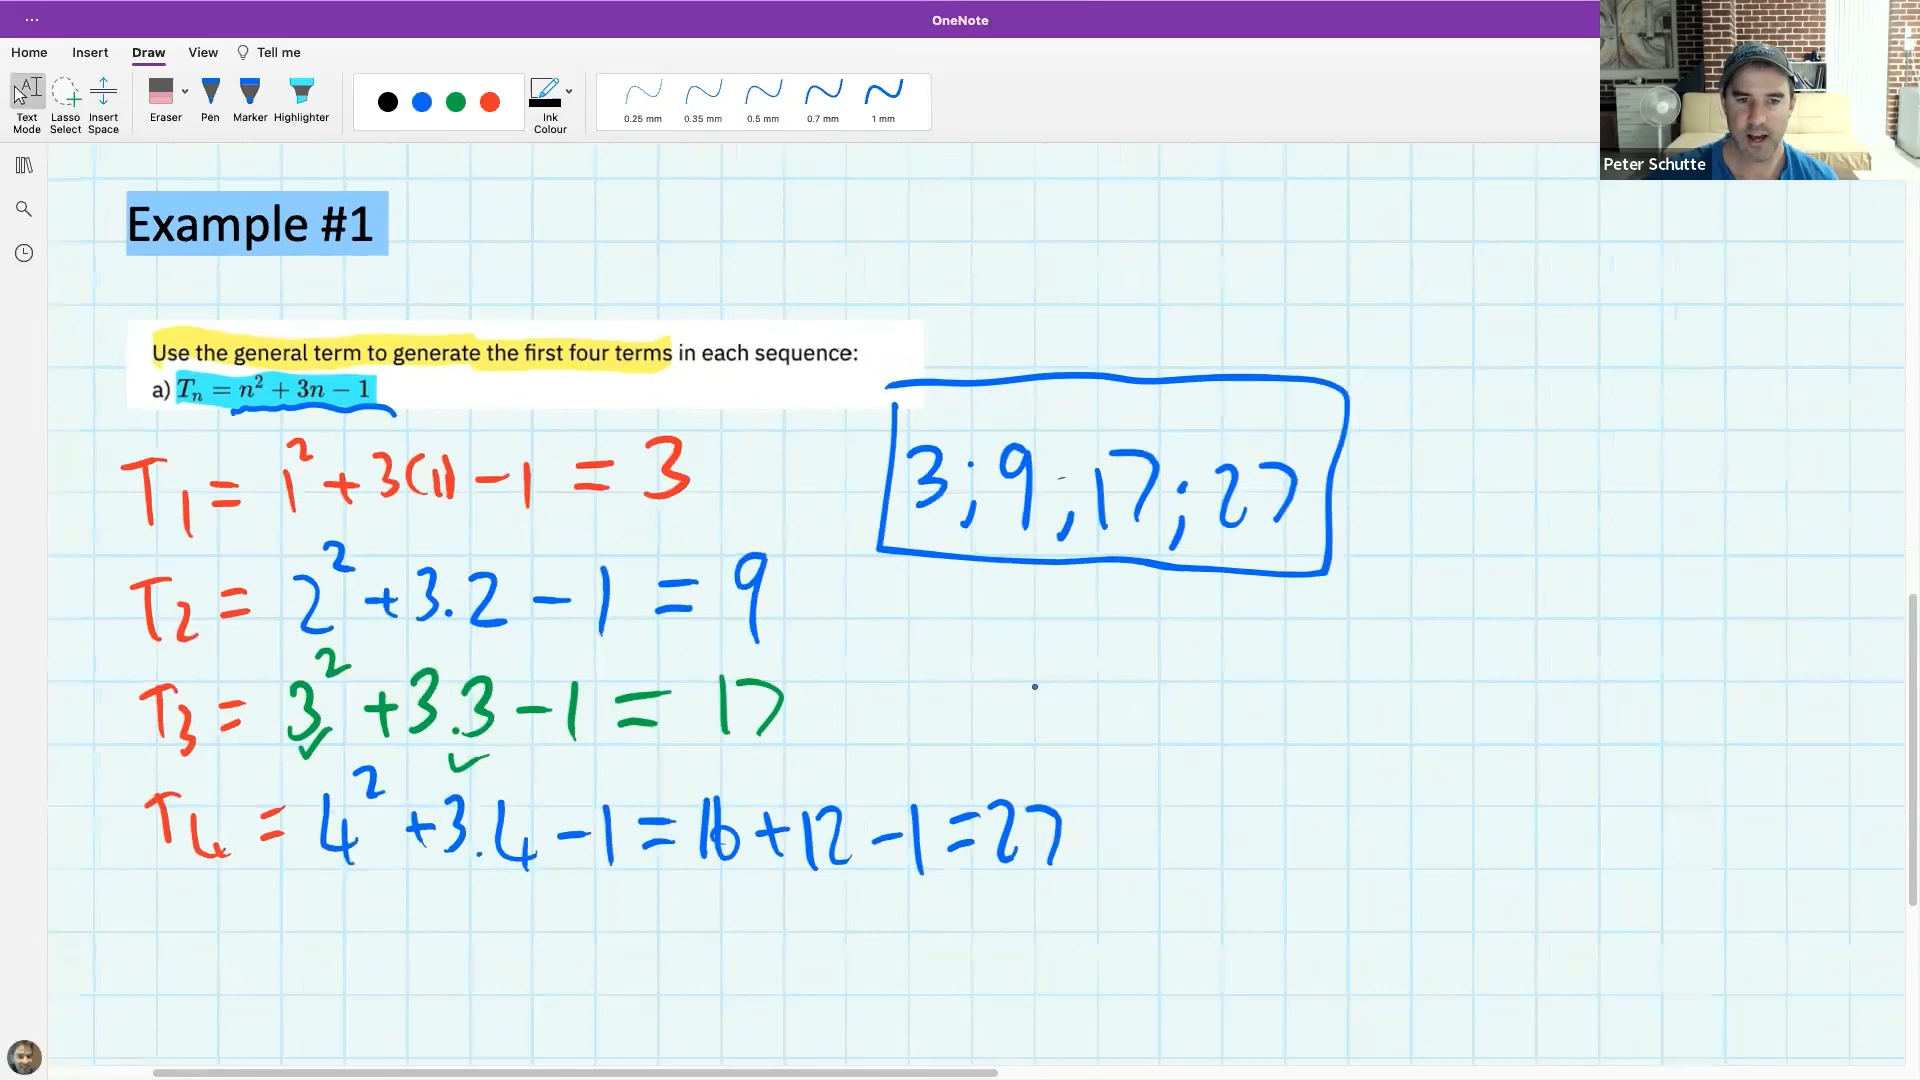 OneNote
Home Insert Draw View Tell me
Text Mode
Lasso Select
Insert Space
Eraser
Pen
Marker
Highlighter
Ink Colour
0.25 mm 0.35 mm 0.5 mm 0.7 mm 1 mm
Peter Schutte
Example #1
Use the general term to generate the first four terms in each sequence:
a) Tₙ = n² + 3n − 1
T₁ = 1² + 3(1) − 1 = 3
3; 9; 17; 27
T₂ = 2² + 3.2 − 1 = 9
T₃ = 3² + 3.3 − 1 = 17
T₄ = 4² + 3.4 − 1 = 16 + 12 − 1 = 27